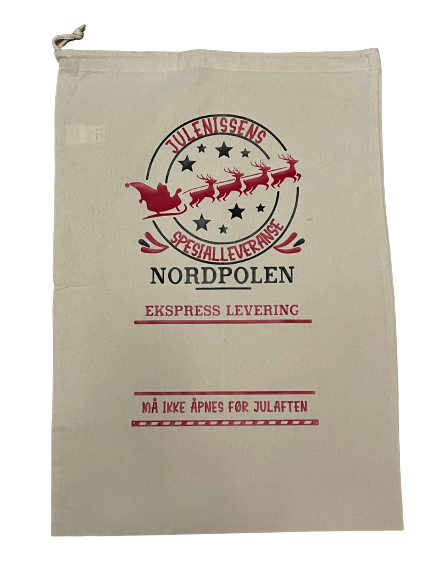 JULENISSENS
SPESIALLEVERANSE
NORDPOLEN
EKSPRESS LEVERING
MÅ IKKE ÅPNES FØR JULAFTEN